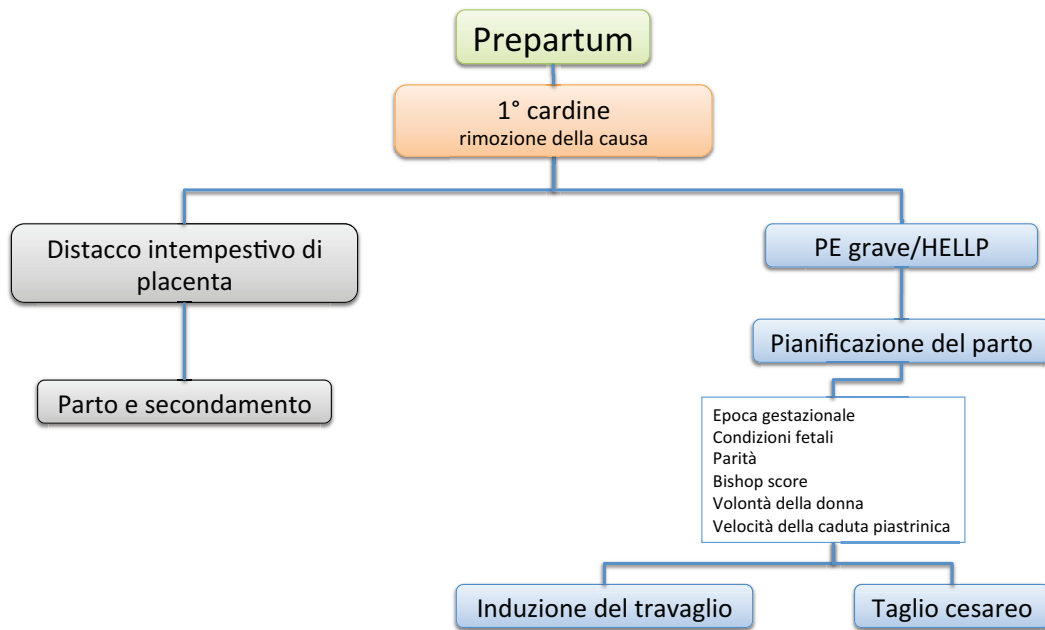 Prepartum
1° cardine
rimozione della causa
Distacco intempestivo di
placenta
PE grave/HELLP
Pianificazione del parto
Parto e secondamento
Epoca gestazionale
Condizioni fetali
Parità
Bishop score
Volontà della donna
Velocità della caduta piastrinica
Induzione del travaglio
Taglio cesareo